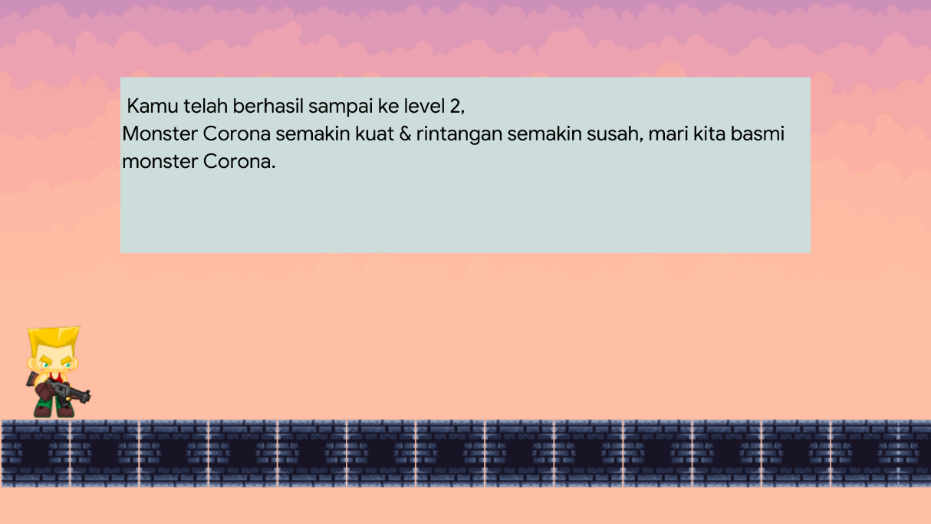 Kamu telah berhasil sampai ke level 2,
Monster Corona semakin kuat & rintangan semakin susah, mari kita basmi
monster Corona.